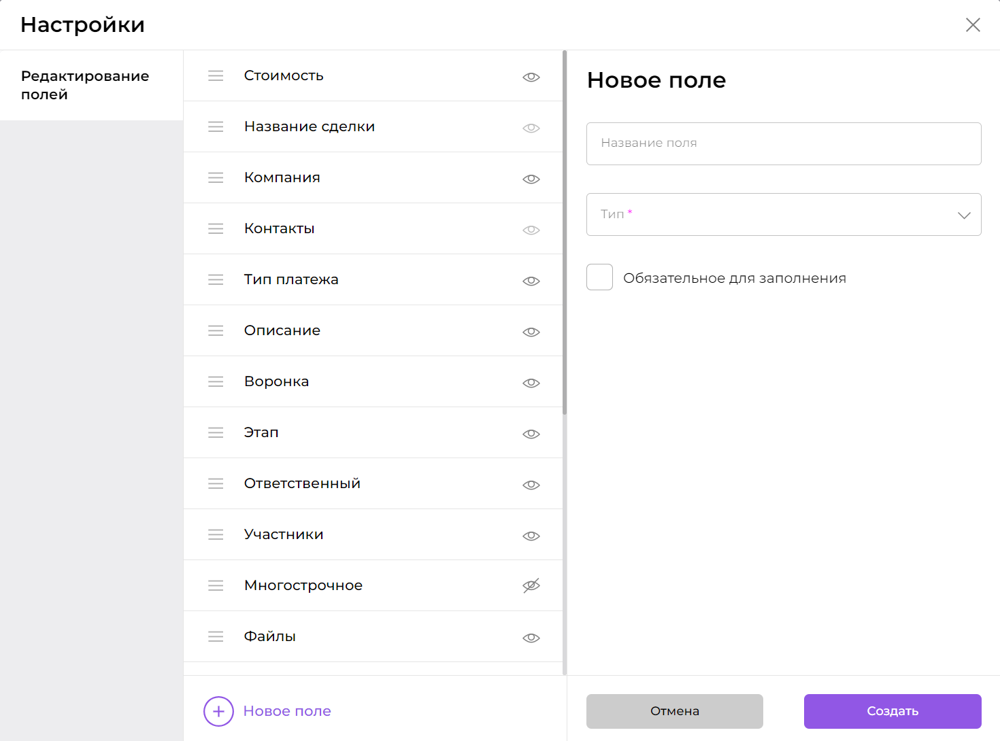 Настройки
Редактирование
полей
Стоимость
Название сделки
Компания
Контакты
Тип платежа
Описание
Воронка
Этап
Ответственный
Участники
Многострочное
Файлы
Новое поле
Новое поле
Название поля
Тип *
Обязательное для заполнения
Отмена
Создать